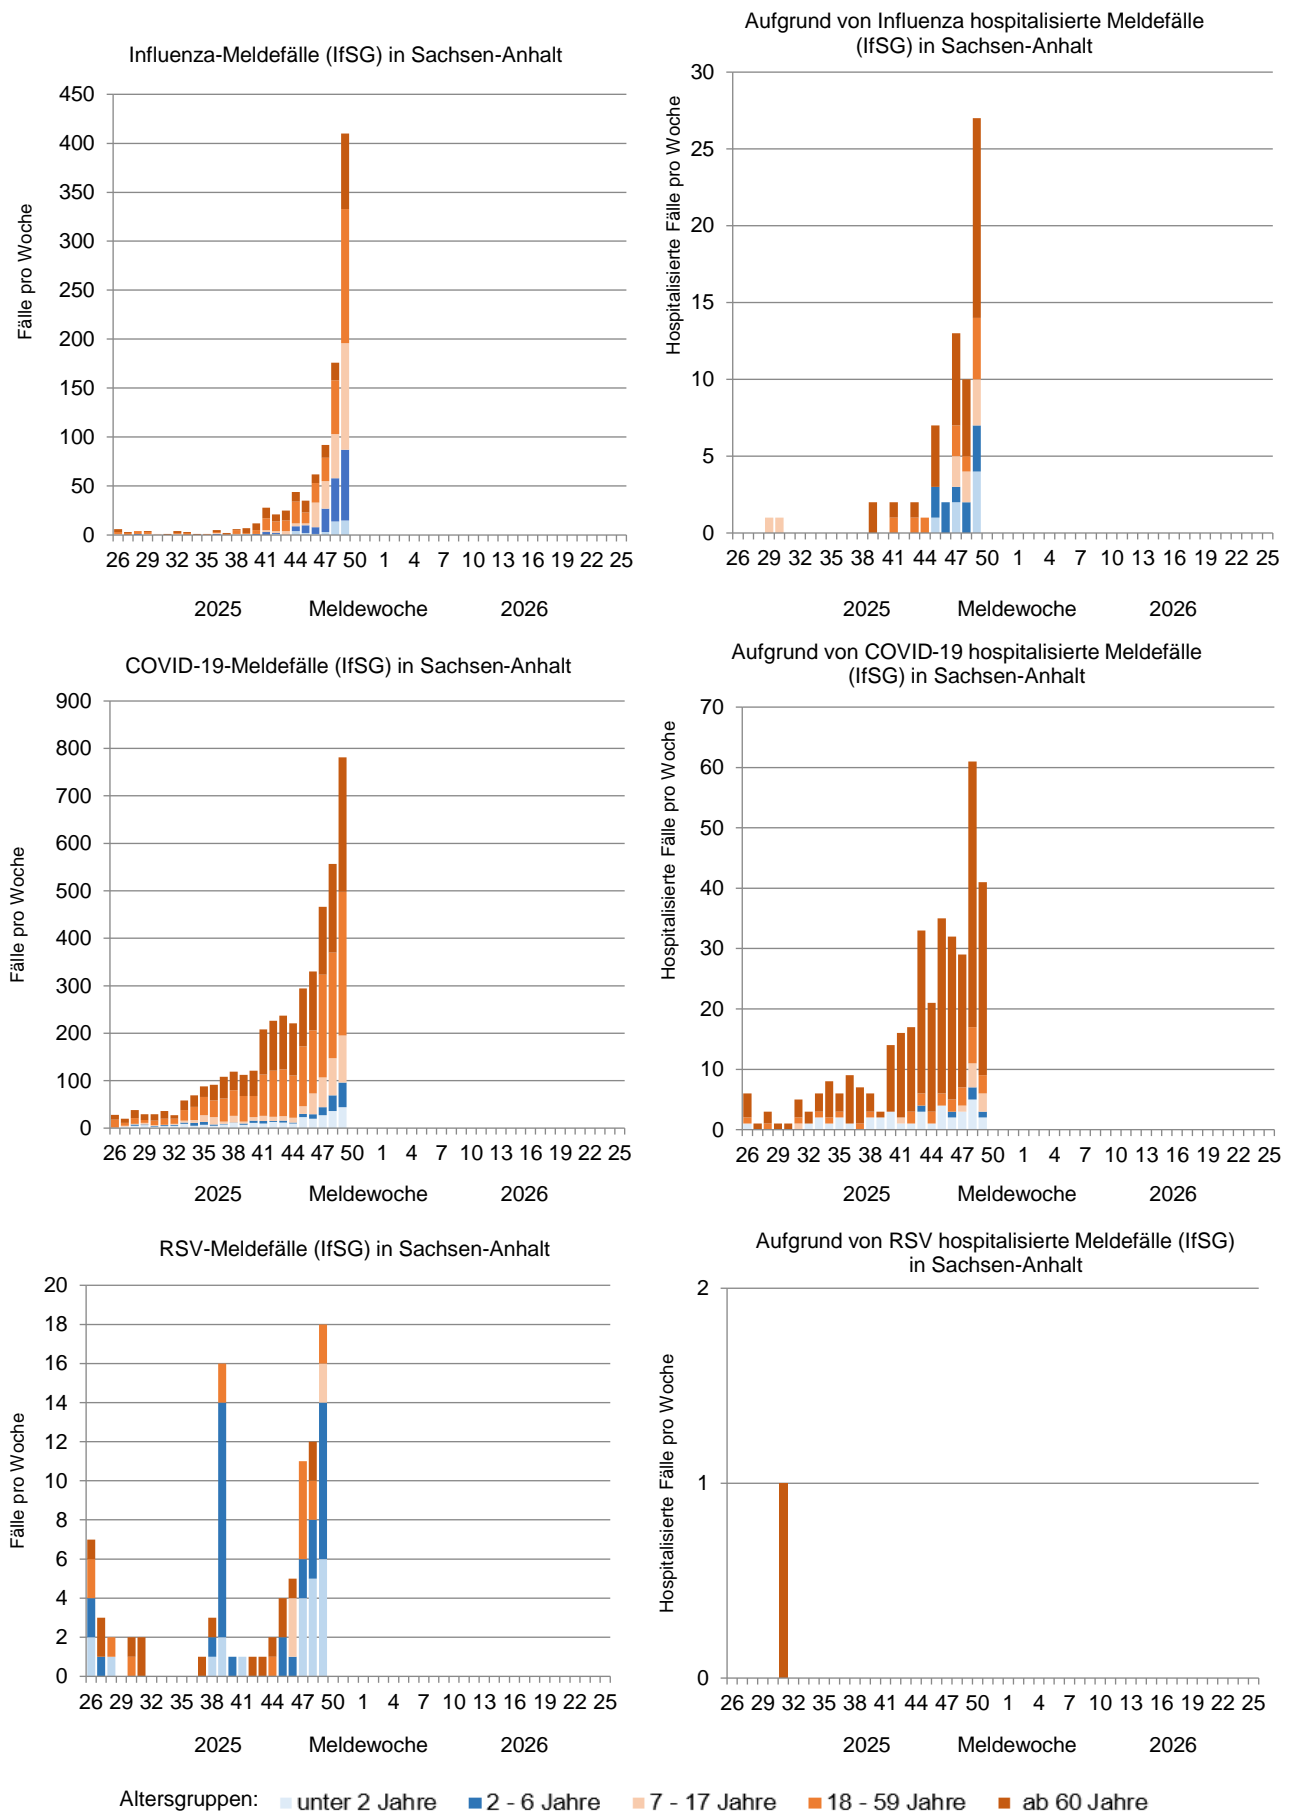 Influenza-Meldefälle (IfSG) in Sachsen-Anhalt
450
400
350
300
250
200
150
100
50
0
Fälle pro Woche
26 29 32 35 38 41 44 47 50 1 4 7 10 13 16 19 22 25
2025 Meldewoche 2026
Aufgrund von Influenza hospitalisierte Meldefälle
(IfSG) in Sachsen-Anhalt
30
25
20
15
10
5
0
Hospitalisierte Fälle pro Woche
26 29 32 35 38 41 44 47 50 1 4 7 10 13 16 19 22 25
2025 Meldewoche 2026
COVID-19-Meldefälle (IfSG) in Sachsen-Anhalt
900
800
700
600
500
400
300
200
100
0
Fälle pro Woche
26 29 32 35 38 41 44 47 50 1 4 7 10 13 16 19 22 25
2025 Meldewoche 2026
Aufgrund von COVID-19 hospitalisierte Meldefälle
(IfSG) in Sachsen-Anhalt
70
60
50
40
30
20
10
0
Hospitalisierte Fälle pro Woche
26 29 32 35 38 41 44 47 50 1 4 7 10 13 16 19 22 25
2025 Meldewoche 2026
RSV-Meldefälle (IfSG) in Sachsen-Anhalt
20
18
16
14
12
10
8
6
4
2
0
Fälle pro Woche
26 29 32 35 38 41 44 47 50 1 4 7 10 13 16 19 22 25
2025 Meldewoche 2026
Aufgrund von RSV hospitalisierte Meldefälle (IfSG)
in Sachsen-Anhalt
2
1
0
Hospitalisierte Fälle pro Woche
26 29 32 35 38 41 44 47 50 1 4 7 10 13 16 19 22 25
2025 Meldewoche 2026
Altersgruppen: unter 2 Jahre 2 - 6 Jahre 7 - 17 Jahre 18 - 59 Jahre ab 60 Jahre